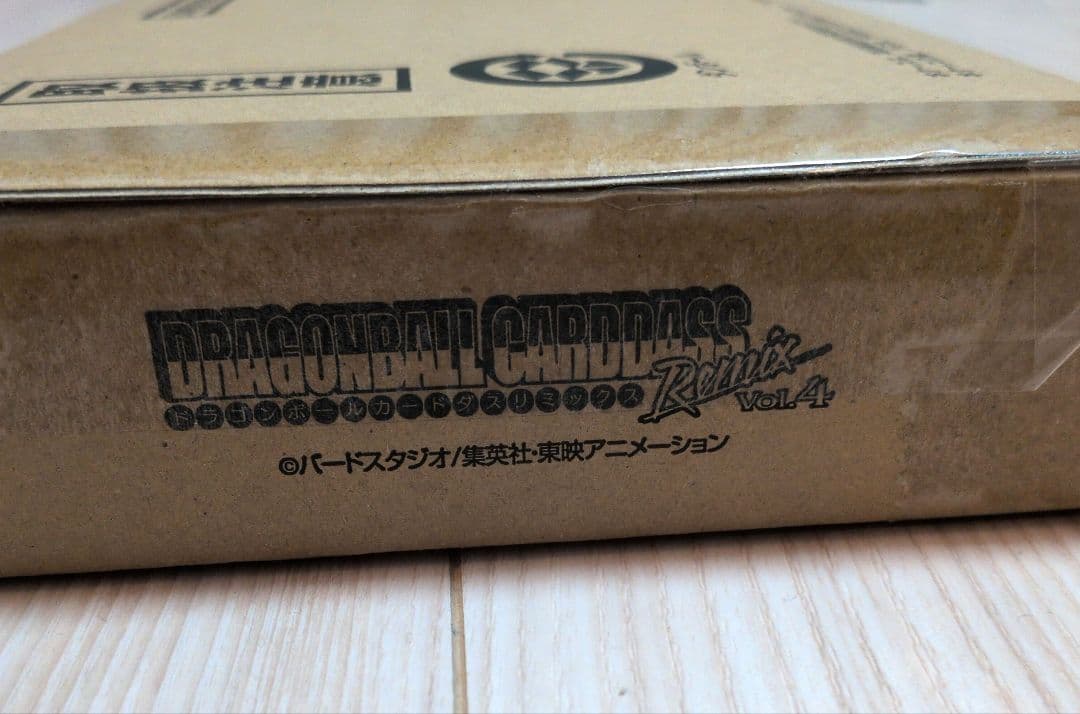 DRAGONBALL CARDDASS
Remix
ドラゴンボールカードダスリミックス
Vol.4
©バードスタジオ/集英社・東映アニメーション